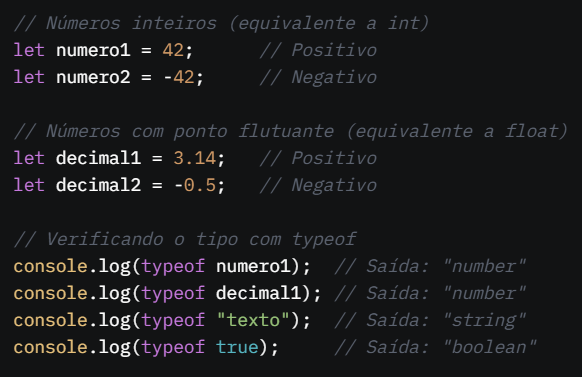 // Números inteiros (equivalente a int)
let numero1 = 42;      // Positivo
let numero2 = -42;     // Negativo
// Números com ponto flutuante (equivalente a float)
let decimal1 = 3.14;   // Positivo
let decimal2 = -0.5;   // Negativo
// Verificando o tipo com typeof
console.log(typeof numero1);  // Saída: "number"
console.log(typeof decimal1); // Saída: "number"
console.log(typeof "texto");  // Saída: "string"
console.log(typeof true);     // Saída: "boolean"